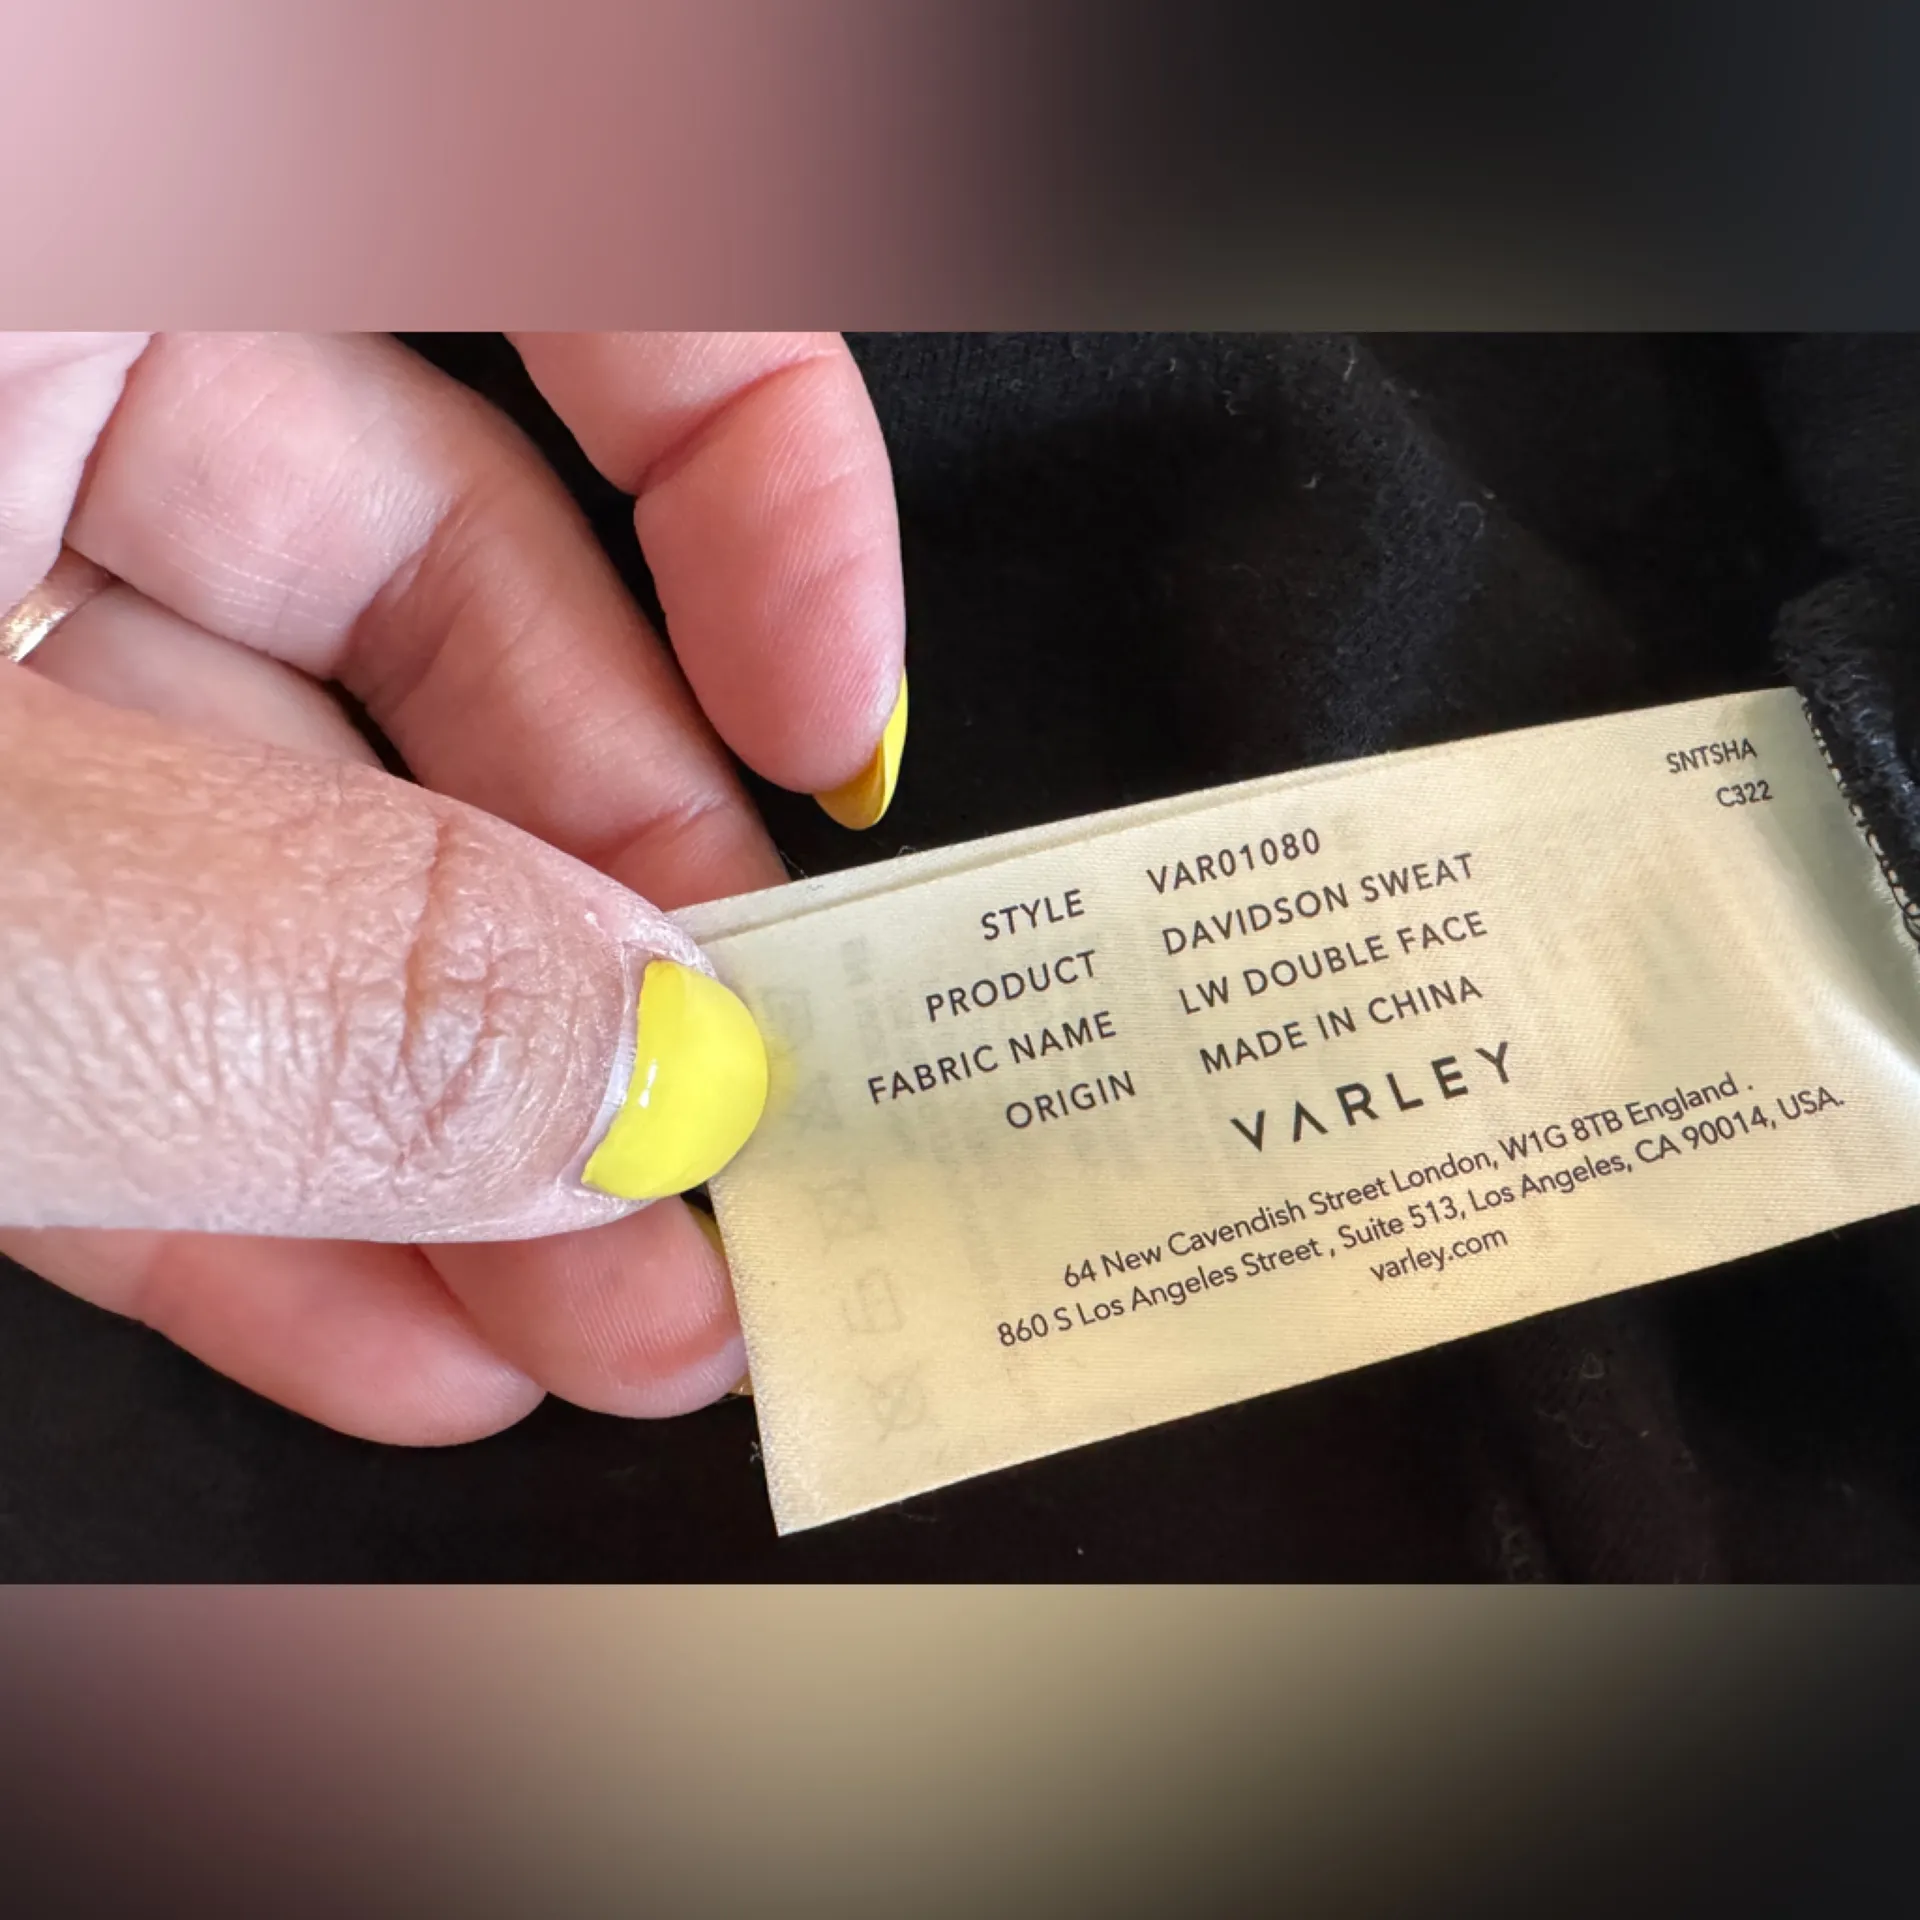 SNTSHA
C322
STYLE VAR01080
PRODUCT DAVIDSON SWEAT
FABRIC NAME LW DOUBLE FACE
ORIGIN MADE IN CHINA
VARLEY
64 New Cavendish Street London, W1G 8TB England .
860 S Los Angeles Street , Suite 513, Los Angeles, CA 90014, USA.
varley.com